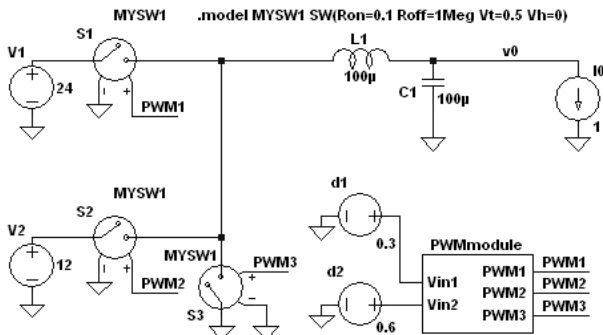 MYSW1 .model MYSW1 SW(Ron=0.1 Roff=1Meg Vt=0.5 Vh=0)
V1 S1 L1 v0 I0
24 PWM1 100µ C1 100µ 1
MYSW1
V2 S2 d1
12 PWM2 MYSW1 PWM3 0.3 PWMmodule
S3 d2 Vin1 PWM1 PWM1
Vin2 PWM2 PWM2
0.6 PWM3 PWM3